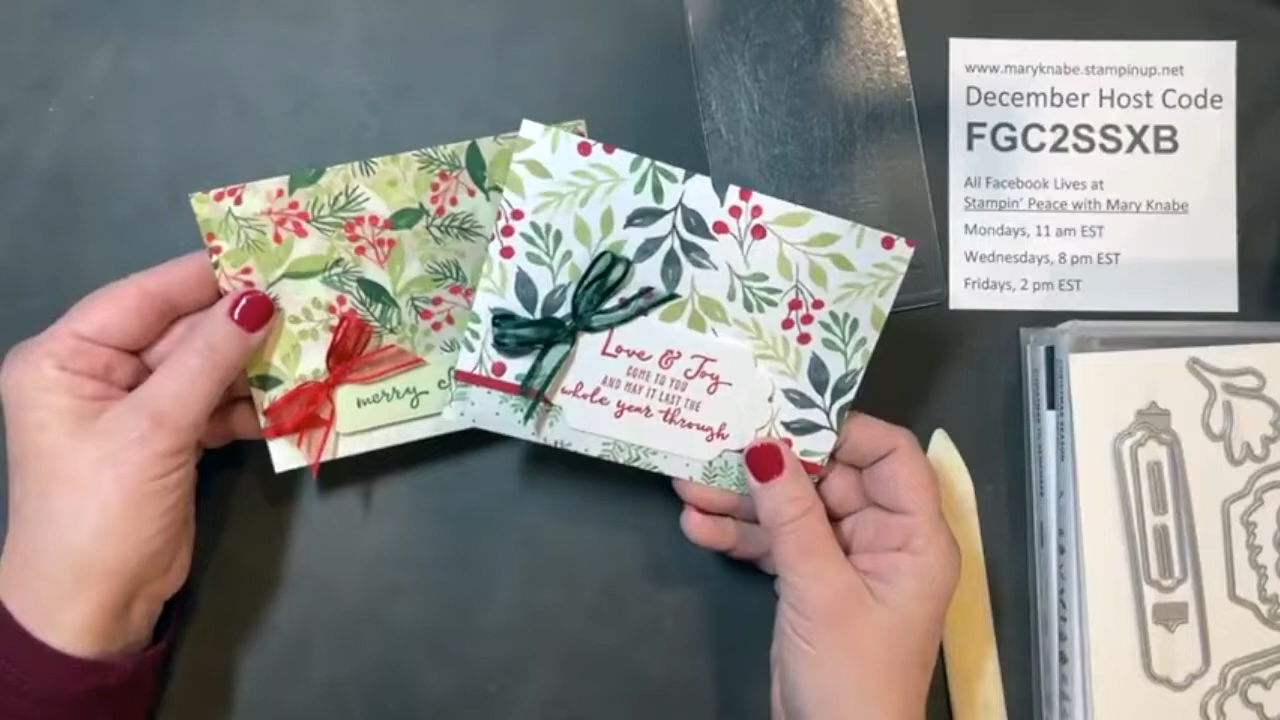 www.maryknabe.stampinup.net
December Host Code
FGC2SSXB
All Facebook Lives at
Stampin' Peace with Mary Knabe
Mondays, 11 am EST
Wednesdays, 8 pm EST
Fridays, 2 pm EST
merry
Love & Joy
COME TO YOU
AND MAY IT LAST THE
whole year through